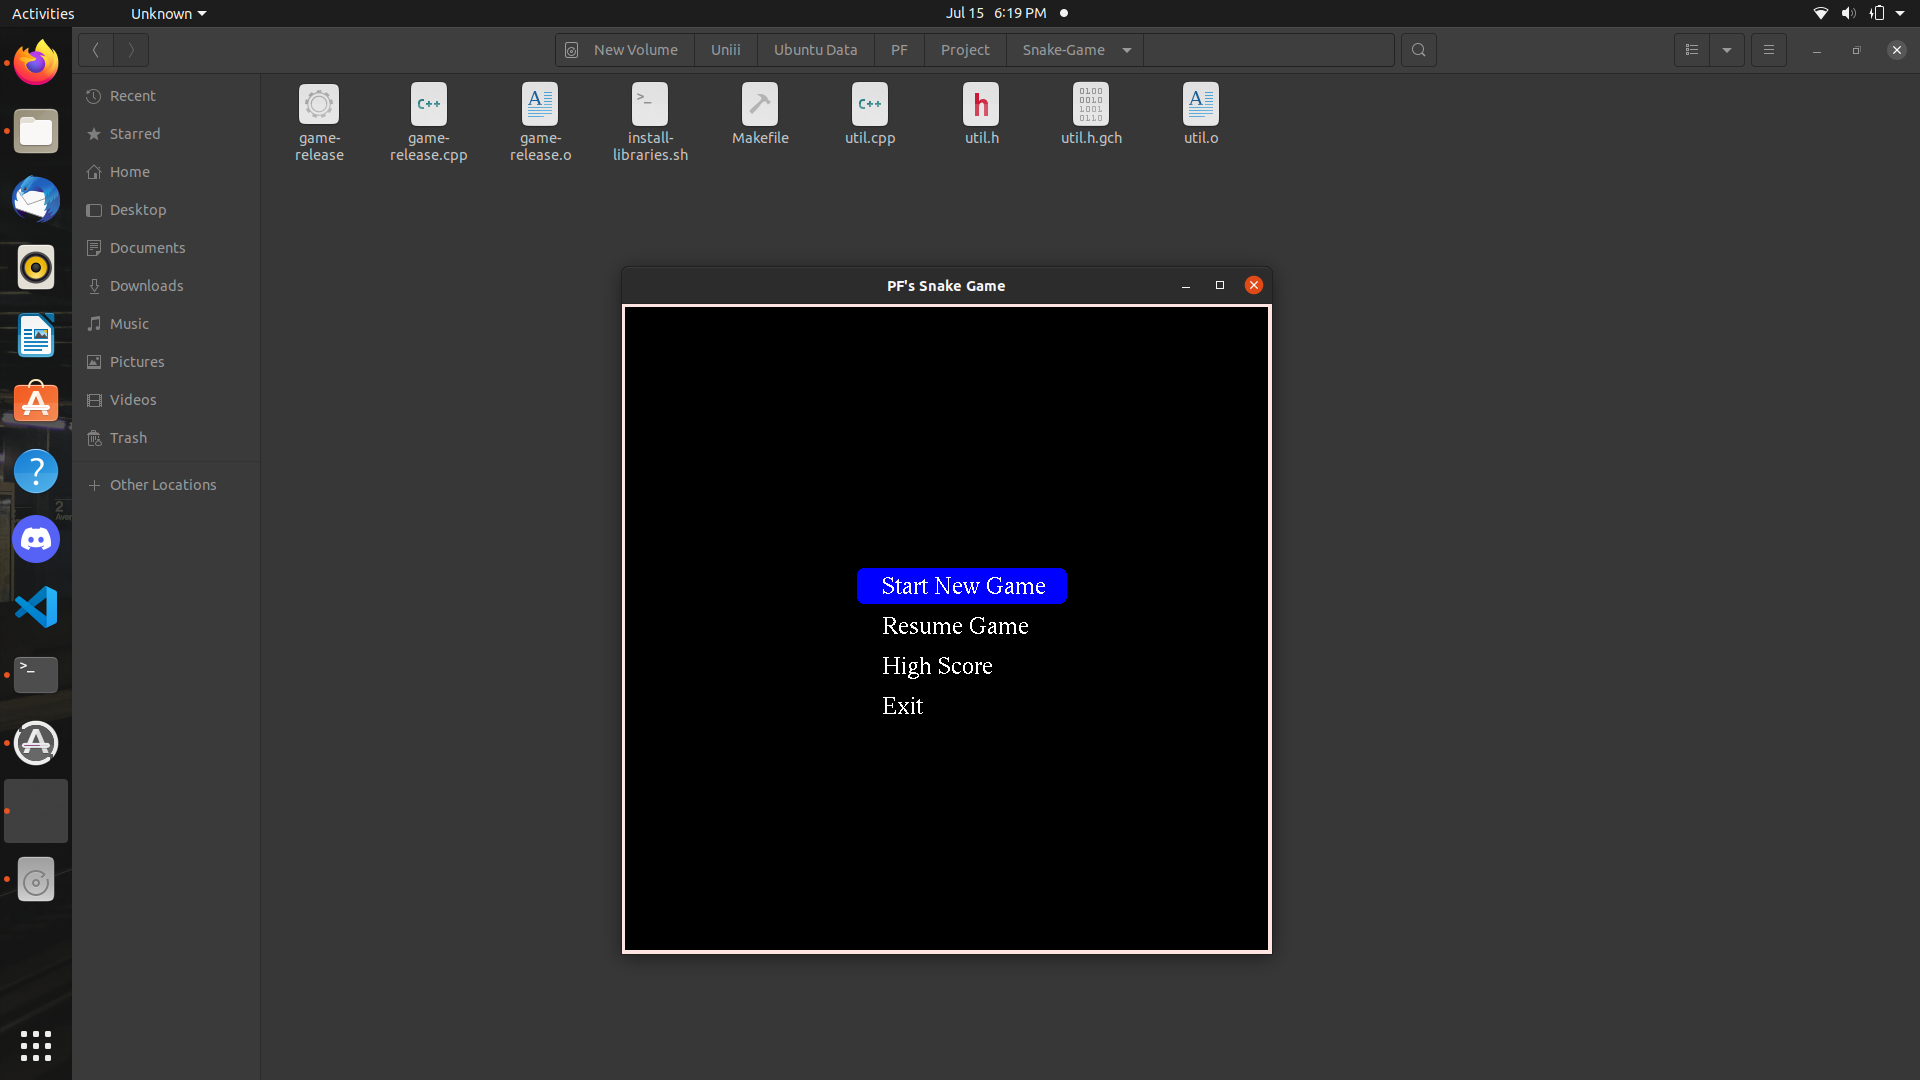 Activities
Unknown
Jul 15 6:19 PM
New Volume
Uniii
Ubuntu Data
PF
Project
Snake-Game
Recent
Starred
Home
Desktop
Documents
Downloads
Music
Pictures
Videos
Trash
Other Locations
game-
release
game-
release.cpp
game-
release.o
install-
libraries.sh
Makefile
util.cpp
util.h
util.h.gch
util.o
PF's Snake Game
Start New Game
Resume Game
High Score
Exit